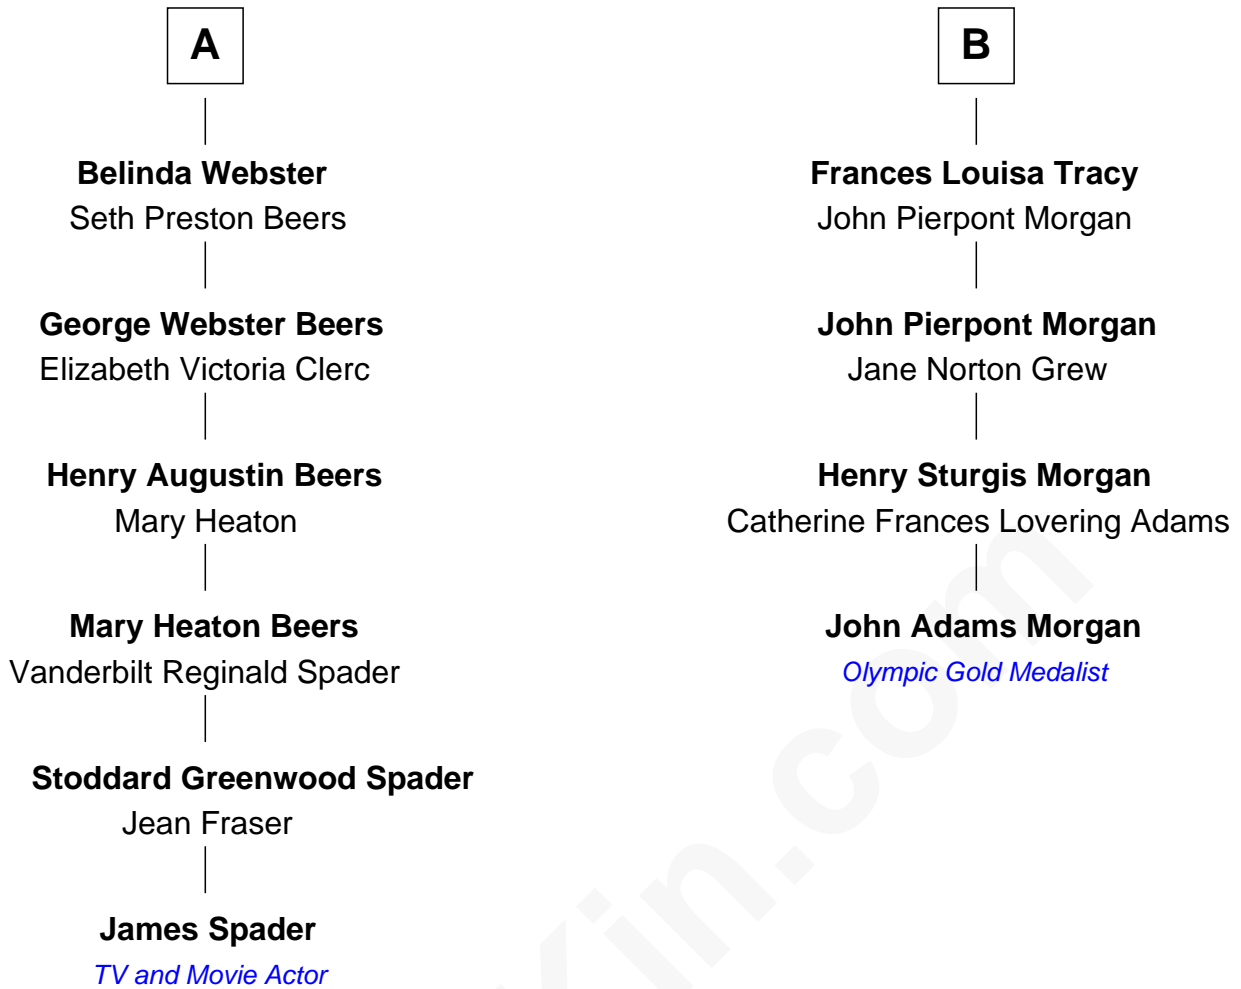 A
Belinda Webster
Seth Preston Beers
George Webster Beers
Elizabeth Victoria Clerc
Henry Augustin Beers
Mary Heaton
Mary Heaton Beers
Vanderbilt Reginald Spader
Stoddard Greenwood Spader
Jean Fraser
James Spader
TV and Movie Actor
B
Frances Louisa Tracy
John Pierpont Morgan
John Pierpont Morgan
Jane Norton Grew
Henry Sturgis Morgan
Catherine Frances Lovering Adams
John Adams Morgan
Olympic Gold Medalist
Kin.com